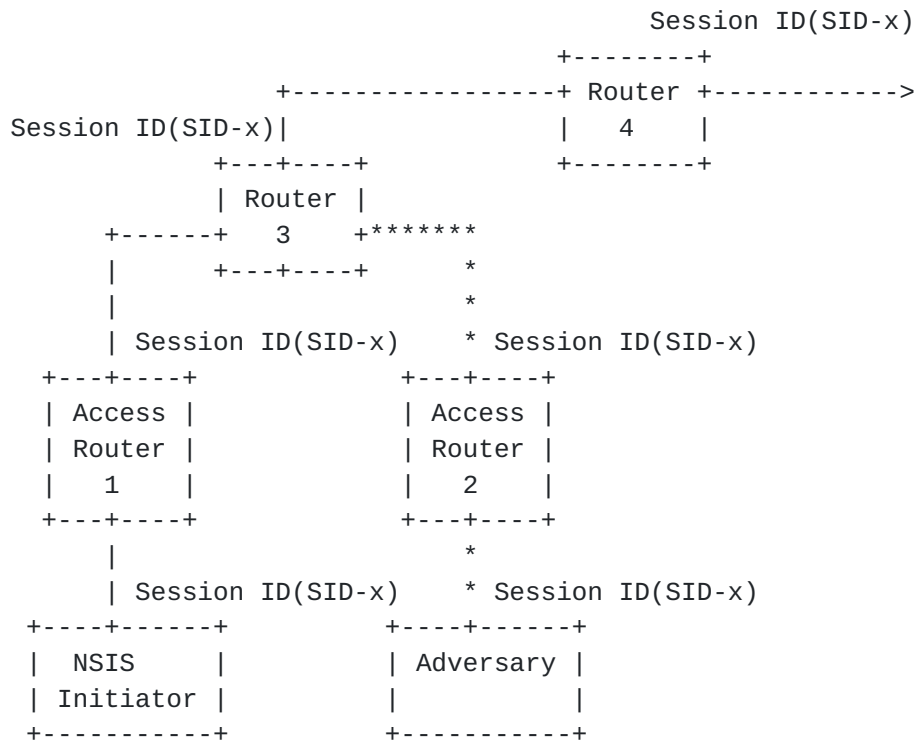 Session ID(SID-x)
                                  +--------+
                 +-----------------+ Router +------------>
Session ID(SID-x)|                 |   4    |
             +---+----+            +--------+
             | Router |
      +------+   3    +*******
      |      +---+----+      *
      |                      *
      | Session ID(SID-x)    * Session ID(SID-x)
  +---+----+             +---+----+
  | Access |             | Access |
  | Router |             | Router |
  |   1    |             |   2    |
  +---+----+             +---+----+
      |                      *
      | Session ID(SID-x)    * Session ID(SID-x)
 +----+------+          +----+------+
 |  NSIS     |          | Adversary |
 | Initiator |          |           |
 +-----------+          +-----------+